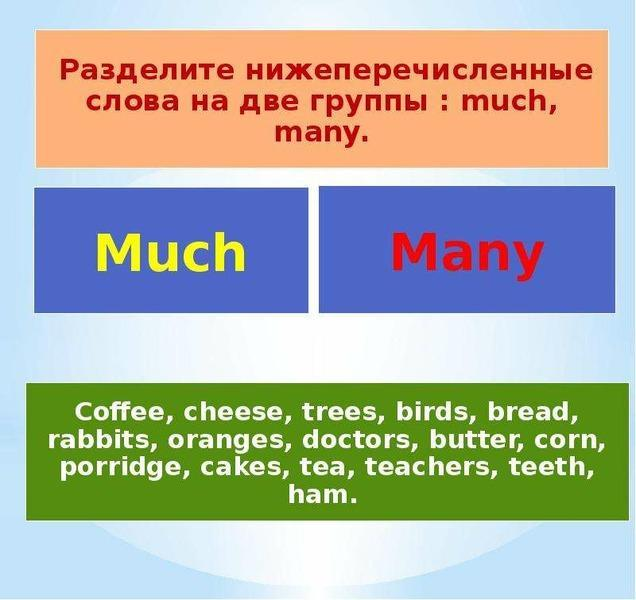 Разделите нижеперечисленные
слова на две группы : much,
many.
Much
Many
Coffee, cheese, trees, birds, bread,
rabbits, oranges, doctors, butter, corn,
porridge, cakes, tea, teachers, teeth,
ham.